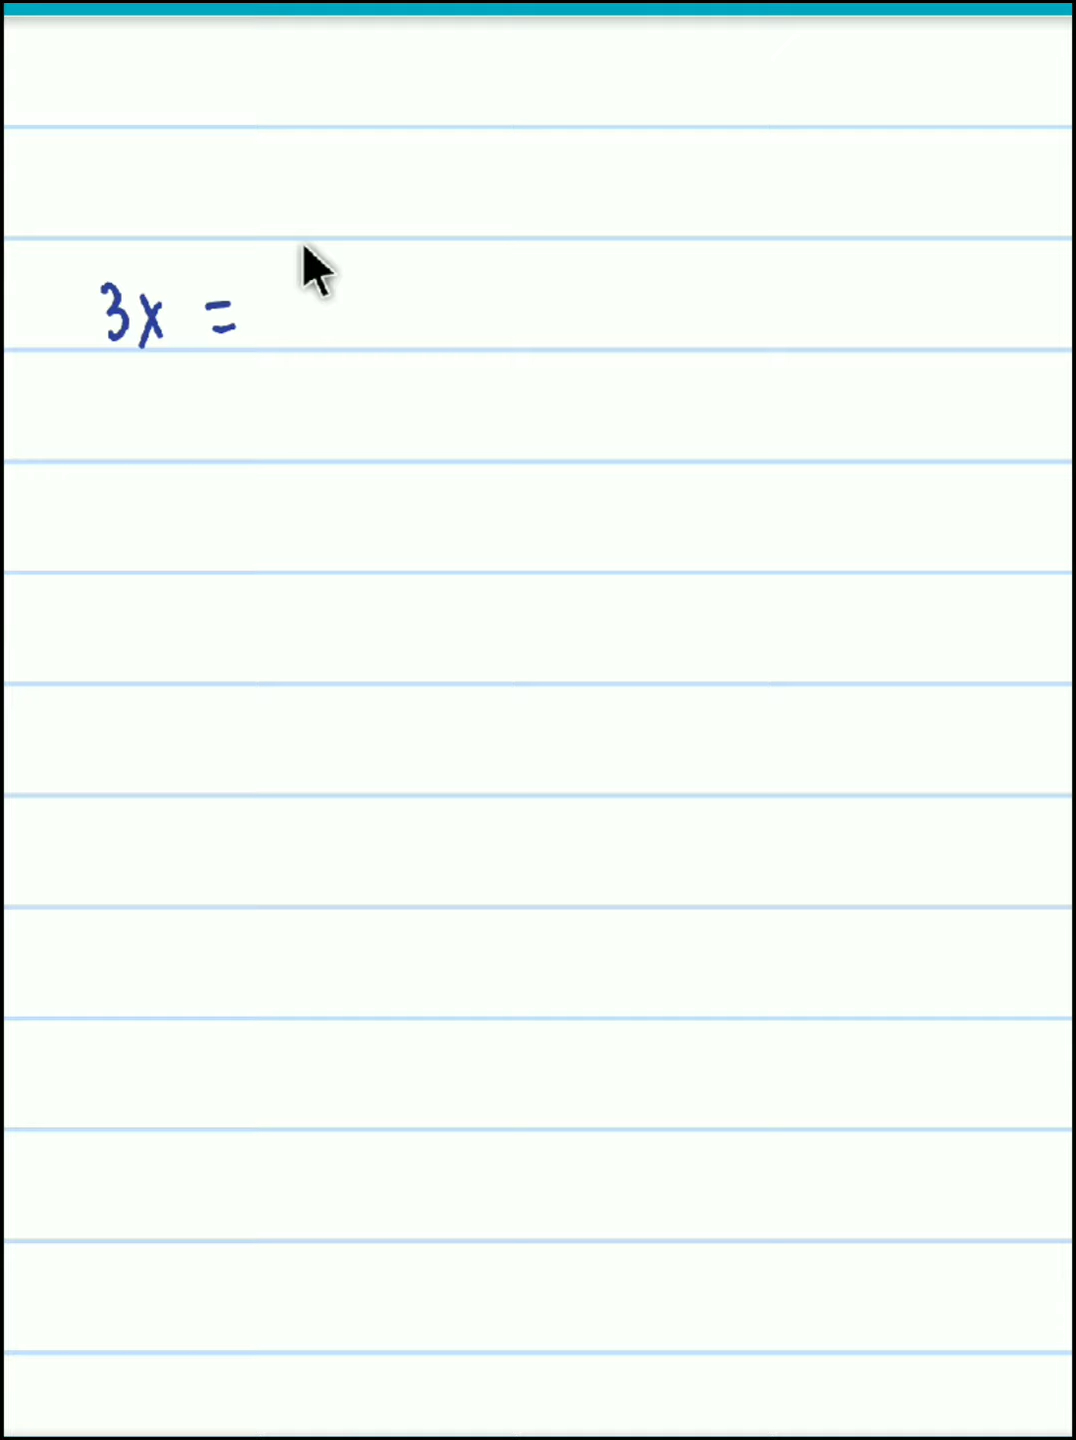 3x =